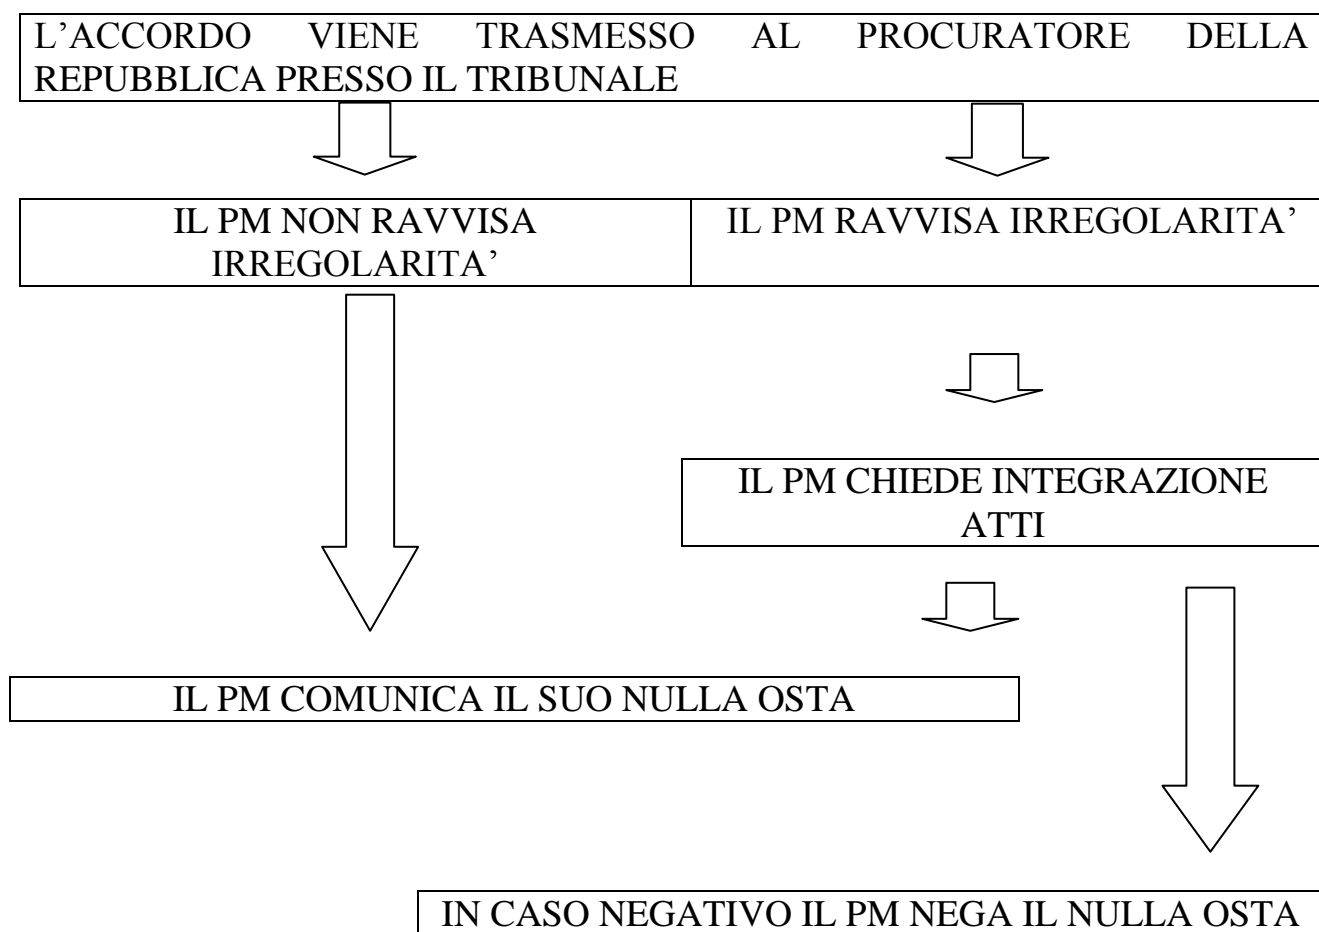 L’ACCORDO VIENE TRASMESSO AL PROCURATORE DELLA
REPUBBLICA PRESSO IL TRIBUNALE
IL PM NON RAVVISA
IRREGOLARITA’
IL PM RAVVISA IRREGOLARITA’
IL PM CHIEDE INTEGRAZIONE
ATTI
IL PM COMUNICA IL SUO NULLA OSTA
IN CASO NEGATIVO IL PM NEGA IL NULLA OSTA